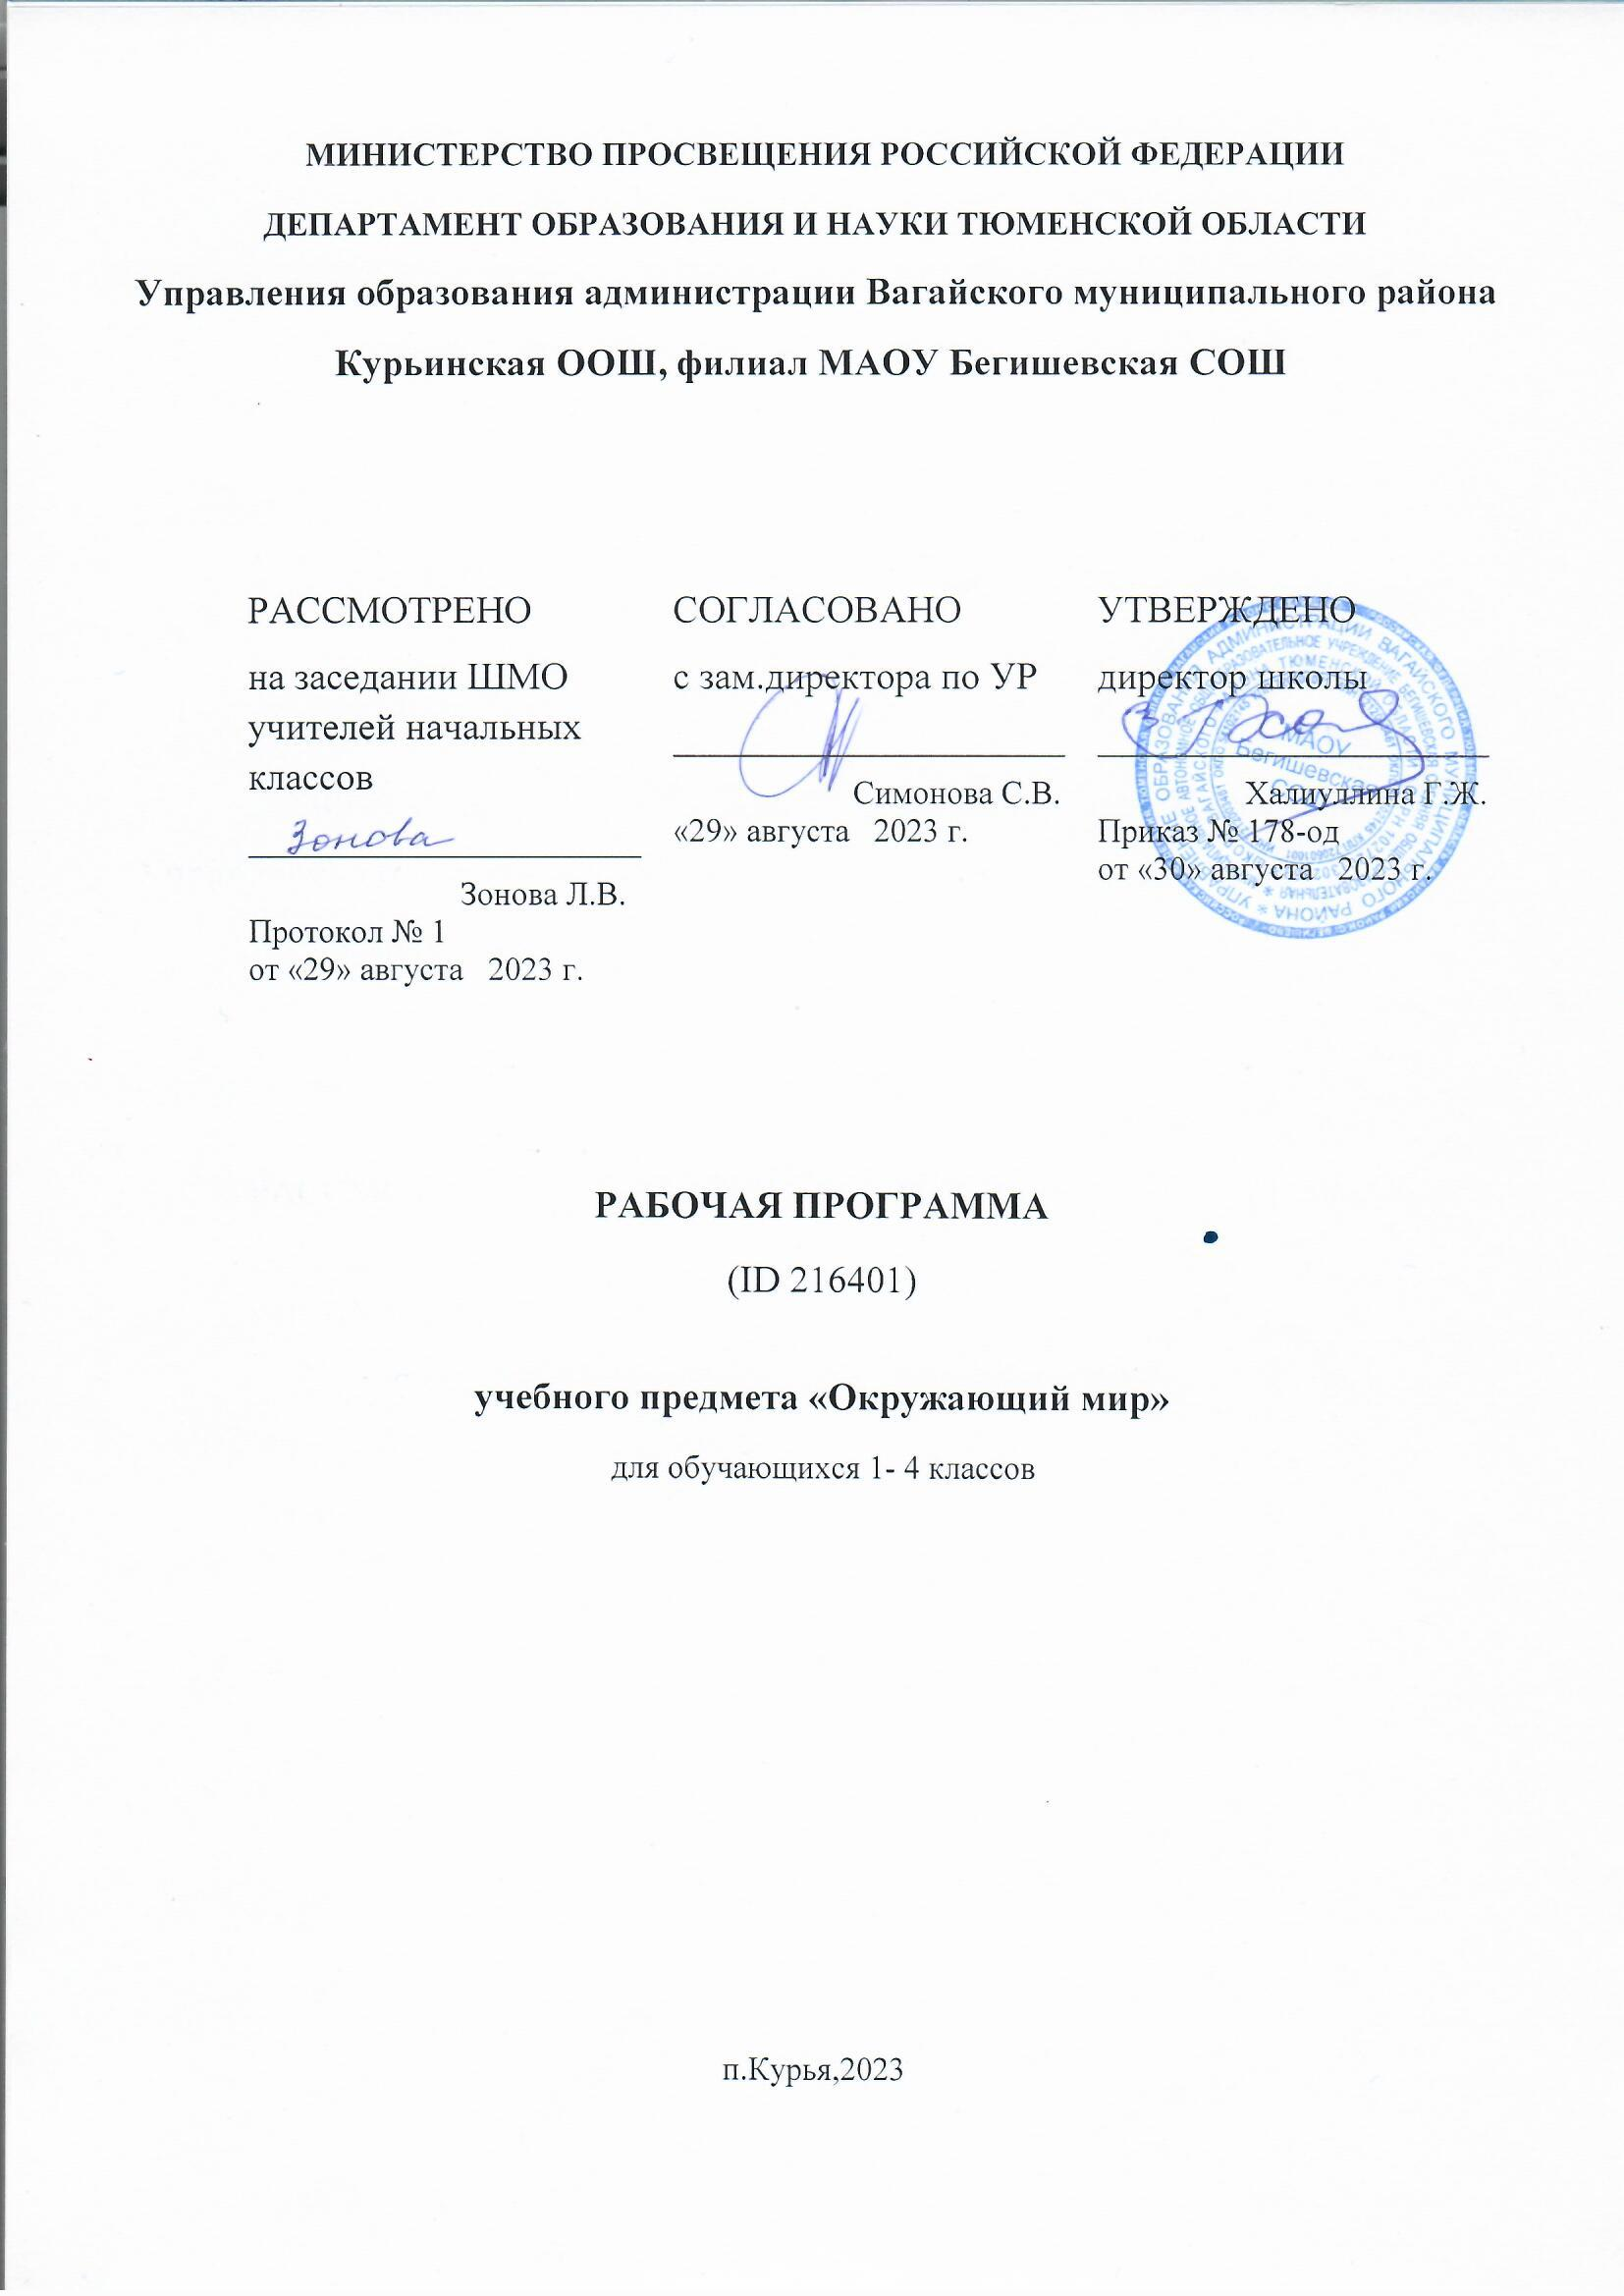 МИНИСТЕРСТВО ПРОСВЕЩЕНИЯ РОССИЙСКОЙ ФЕДЕРАЦИИ
ДЕПАРТАМЕНТ ОБРАЗОВАНИЯ И НАУКИ ТЮМЕНСКОЙ ОБЛАСТИ
Управления образования администрации Вагайского муниципального района
Курьинская ООШ, филиал МАОУ Бегишевская СОШ
РАССМОТРЕНО
на заседании ШМО
учителей начальных
классов
Зонова
Зонова Л.В.
Протокол № 1
от «29» августа 2023 г.
СОГЛАСОВАНО
с зам.директора по УР
Симонова С.В.
«29» августа 2023 г.
УТВЕРЖДЕНО
директор школы
Халиуллина Г.Ж.
Приказ № 178-од
от «30» августа 2023 г.
МАОУ
Бегишевская
СОШ
РАБОЧАЯ ПРОГРАММА
(ID 216401)
учебного предмета «Окружающий мир»
для обучающихся 1- 4 классов
п.Курья,2023